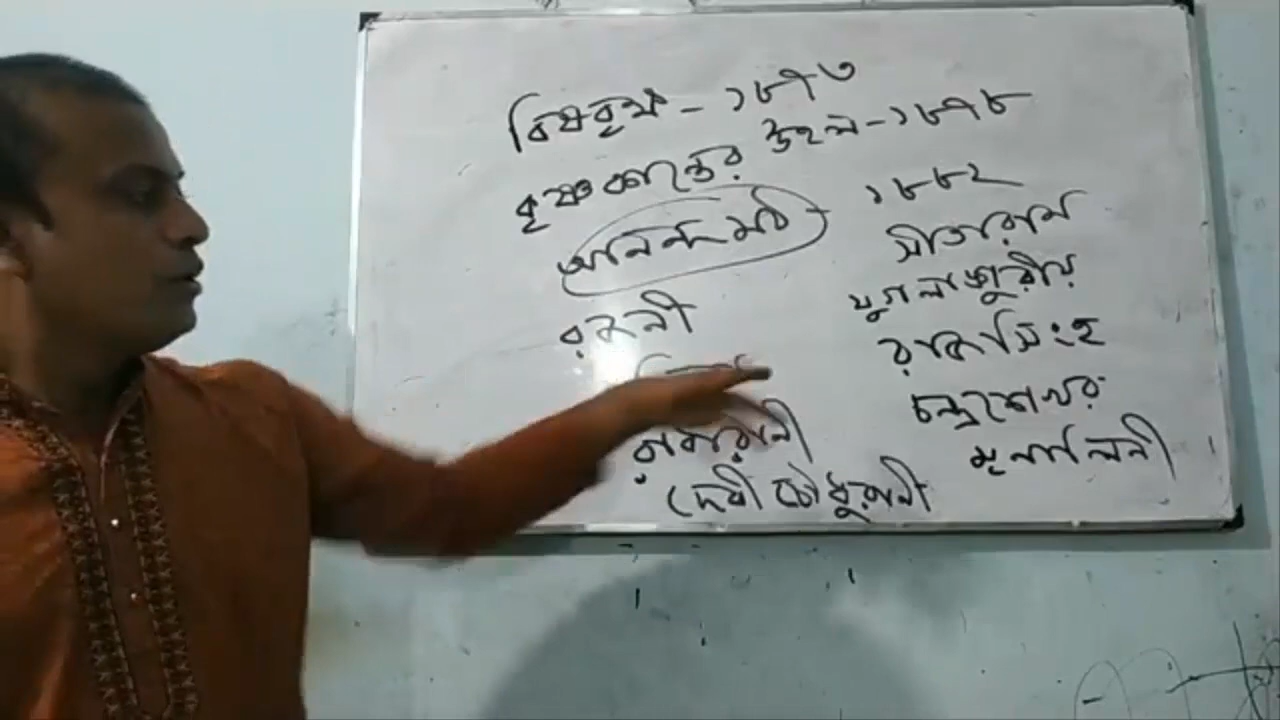 বিষবৃক্ষ - ১৮৭৩
কৃষ্ণকান্তের উইল - ১৮৭৮
আনন্দমঠ - ১৮৮২
রজনী
রাধারানী
দেবী চৌধুরানী
সীতারাম
যুগলাঙ্গুরীয়
রাজসিংহ
চন্দ্রশেখর
মৃনালিনী